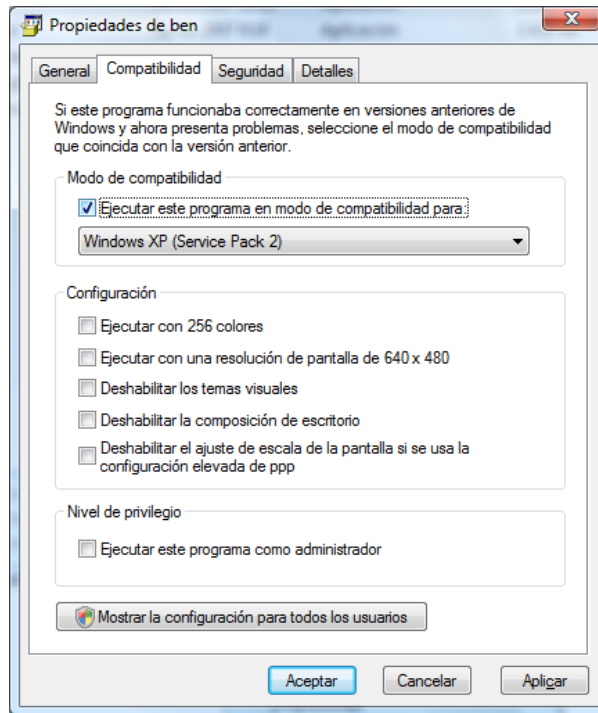 Propiedades de ben
General
Compatibilidad
Seguridad
Detalles
Si este programa funcionaba correctamente en versiones anteriores de
Windows y ahora presenta problemas, seleccione el modo de compatibilidad
que coincida con la versión anterior.
Modo de compatibilidad
Ejecutar este programa en modo de compatibilidad para:
Windows XP (Service Pack 2)
Configuración
Ejecutar con 256 colores
Ejecutar con una resolución de pantalla de 640 x 480
Deshabilitar los temas visuales
Deshabilitar la composición de escritorio
Deshabilitar el ajuste de escala de la pantalla si se usa la
configuración elevada de ppp
Nivel de privilegio
Ejecutar este programa como administrador
Mostrar la configuración para todos los usuarios
Aceptar
Cancelar
Aplicar